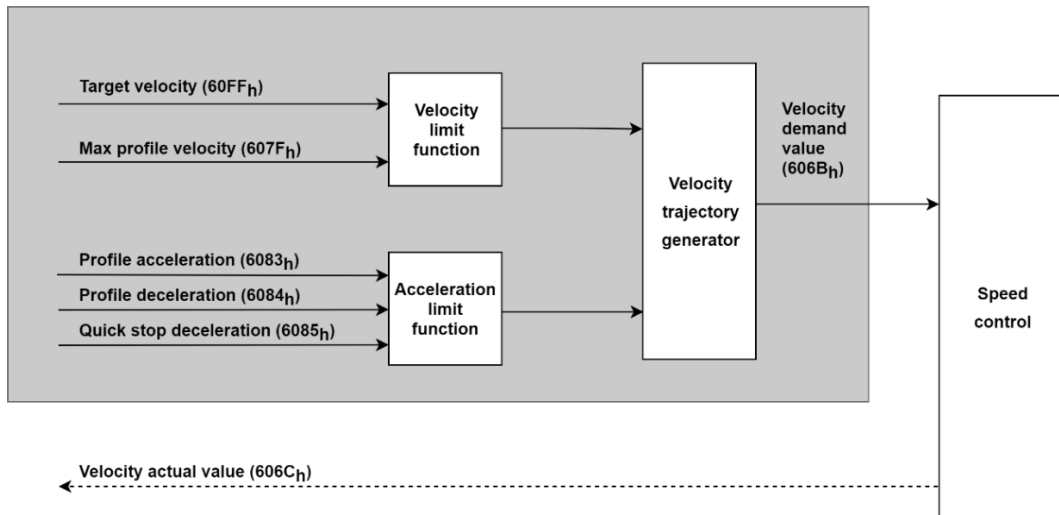 Target velocity (60FFh)
Max profile velocity (607Fh)
Velocity
limit
function
Profile acceleration (6083h)
Profile deceleration (6084h)
Quick stop deceleration (6085h)
Acceleration
limit
function
Velocity
trajectory
generator
Velocity
demand
value
(606Bh)
Speed
control
Velocity actual value (606Ch)